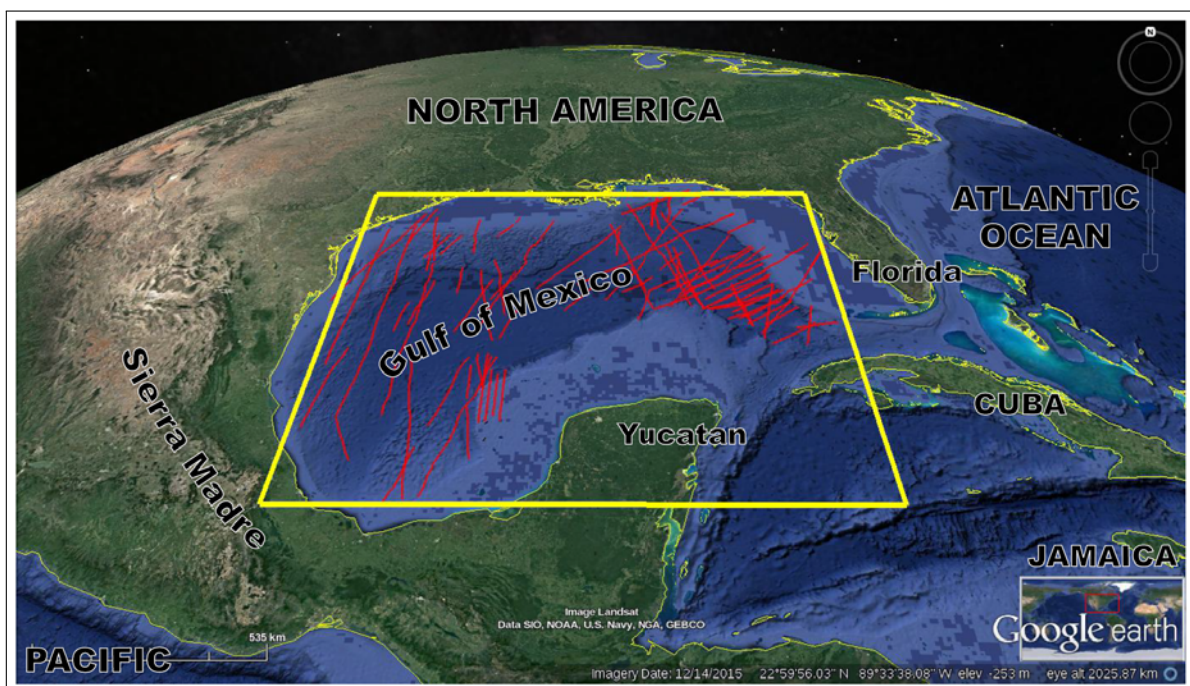 N
NORTH AMERICA
ATLANTIC
OCEAN
Florida
Gulf of Mexico
Sierra Madre
CUBA
Yucatan
JAMAICA
Image Landsat
Data SIO, NOAA, U.S. Navy, NGA, GEBCO
535 km
PACIFIC
Google earth
Imagery Date: 12/14/2015 22°59'56.03" N 89°33'38.08" W elev -253 m eye alt 2025.87 km